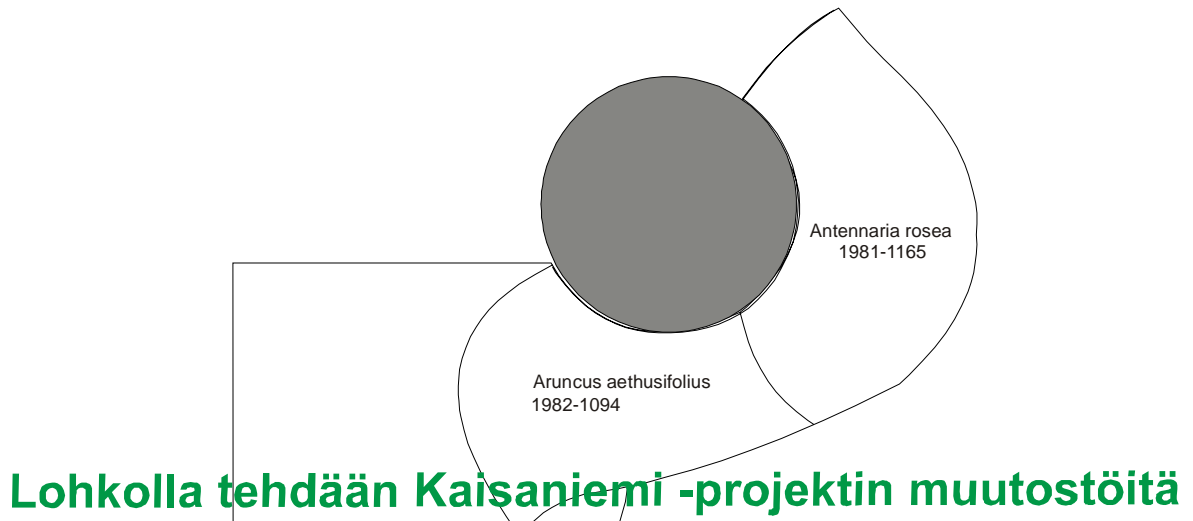 Antennaria rosea
1981-1165
Aruncus aethusifolius
1982-1094
Lohkolla tehdään Kaisaniemi -projektin muutostöitä